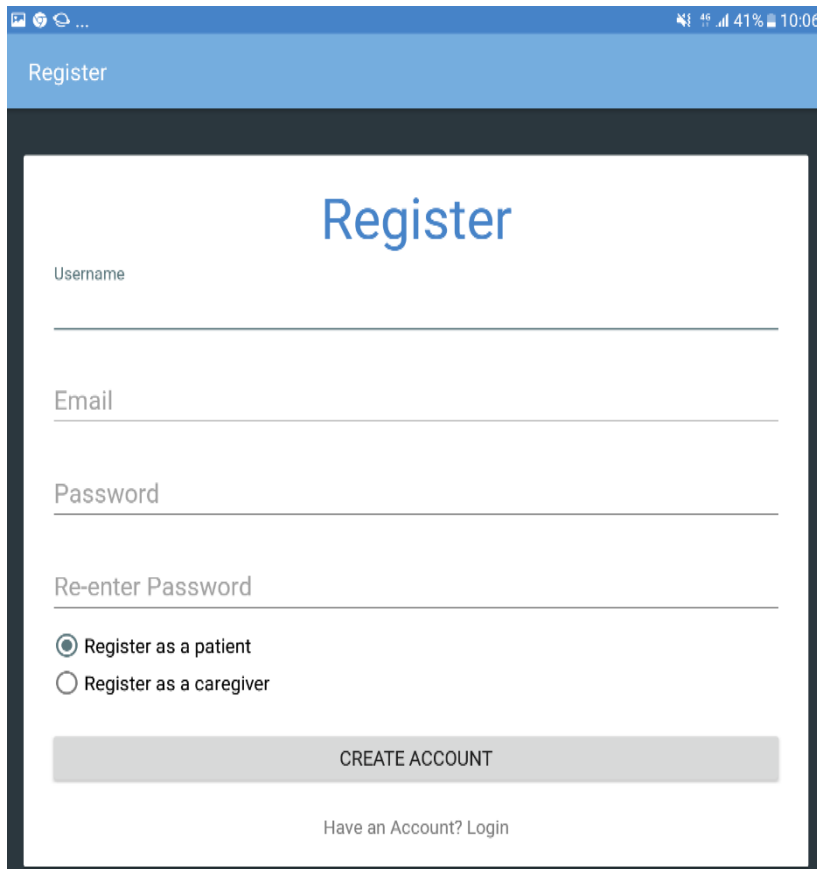 ... 4G 41% 10:06
Register
Register
Username
Email
Password
Re-enter Password
Register as a patient
Register as a caregiver
CREATE ACCOUNT
Have an Account? Login